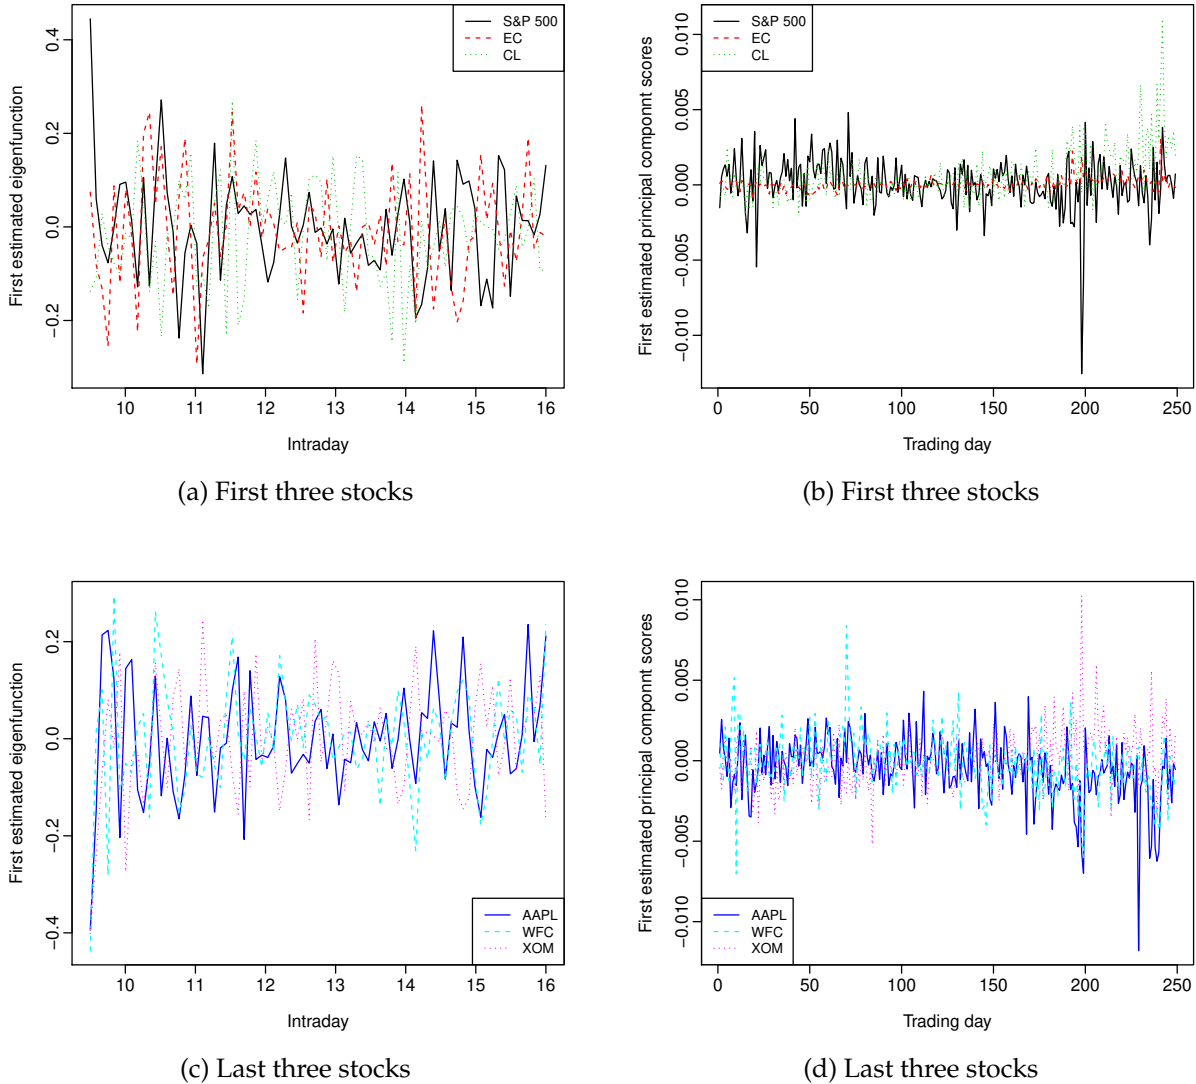 First estimated eigenfunction
0.4
0.2
0.0
−0.2
S&P 500
EC
CL
10 11 12 13 14 15 16
Intraday
(a) First three stocks
First estimated principal componnt scores
0.010
0.005
0.000
−0.005
−0.010
S&P 500
EC
CL
0 50 100 150 200 250
Trading day
(b) First three stocks
First estimated eigenfunction
0.2
0.0
−0.2
−0.4
AAPL
WFC
XOM
10 11 12 13 14 15 16
Intraday
(c) Last three stocks
First estimated principal componnt scores
0.010
0.005
0.000
−0.005
−0.010
AAPL
WFC
XOM
0 50 100 150 200 250
Trading day
(d) Last three stocks